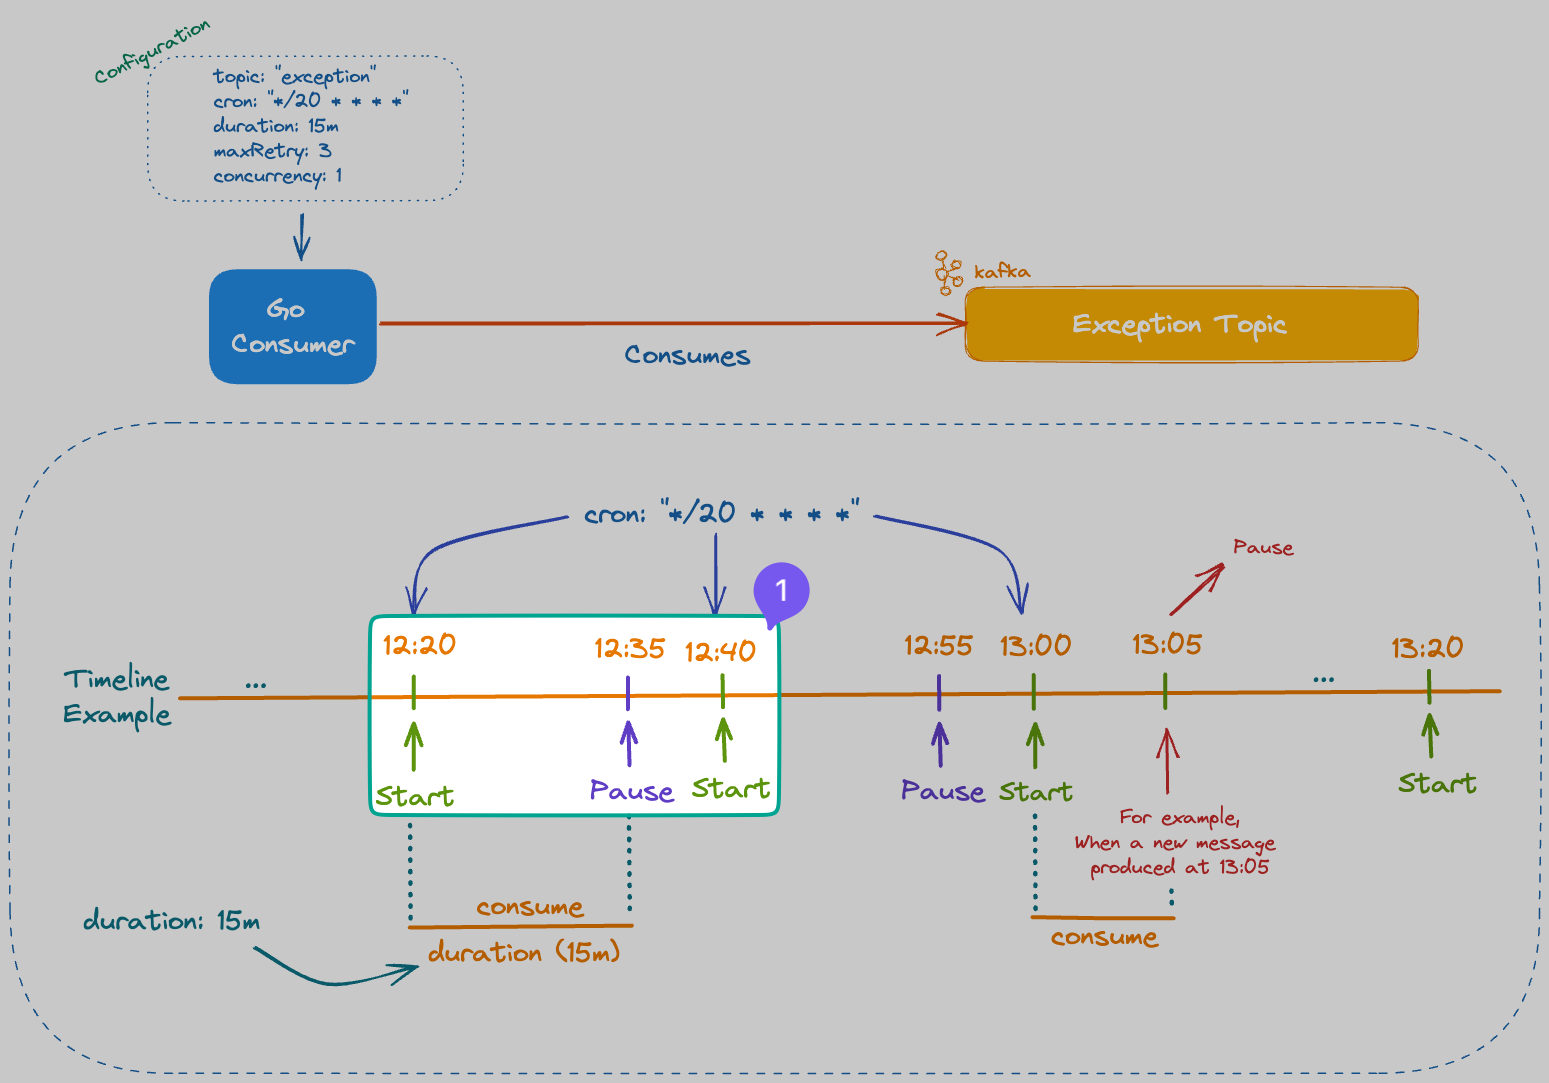 Configuration
topic: "exception"
cron: "*/20 * * * *"
duration: 15m
maxRetry: 3
concurrency: 1
Go
Consumer
Consumes
kafka
Exception Topic
cron: "*/20 * * * *"
Pause
1
12:20
12:35
12:40
12:55
13:00
13:05
13:20
Timeline
Example
...
...
Start
Pause
Start
Pause
Start
Start
For example,
When a new message
produced at 13:05
duration: 15m
consume
duration (15m)
consume